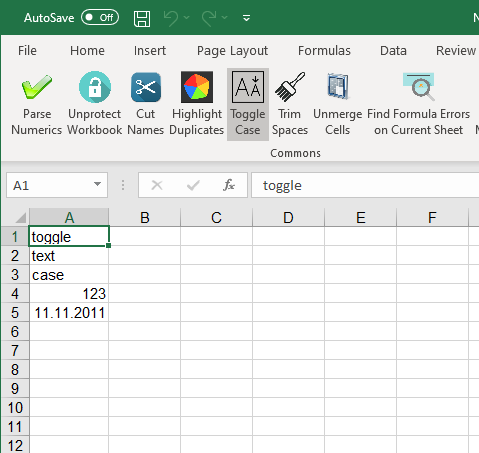 AutoSave Off
File Home Insert Page Layout Formulas Data Review
Parse Numerics
Unprotect Workbook
Cut Names
Highlight Duplicates
Toggle Case
Trim Spaces
Unmerge Cells
Find Formula Errors on Current Sheet
Commons
A1 fx toggle
A B C D E F
1 toggle
2 text
3 case
4 123
5 11.11.2011
6
7
8
9
10
11
12